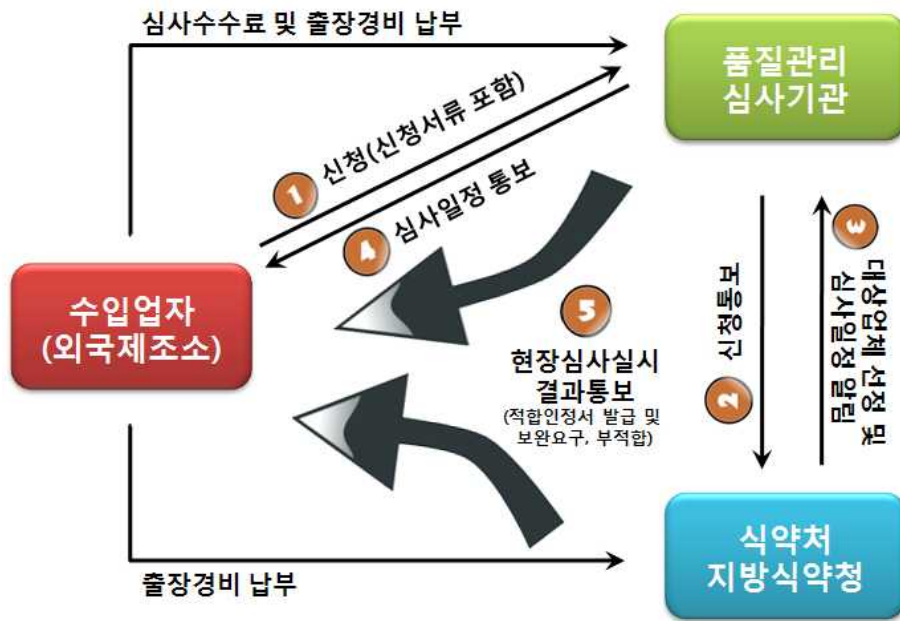 심사수수료 및 출장경비 납부
품질관리
심사기관
1 신청(신청서류 포함)
4 심사일정 통보
수입업자
(외국제조소)
5
현장심사실시
결과통보
(적합인정서 발급 및
보완요구, 부적합)
2 신청통보
3 대상업체 선정 및
심사일정 알림
식약처
지방식약청
출장경비 납부